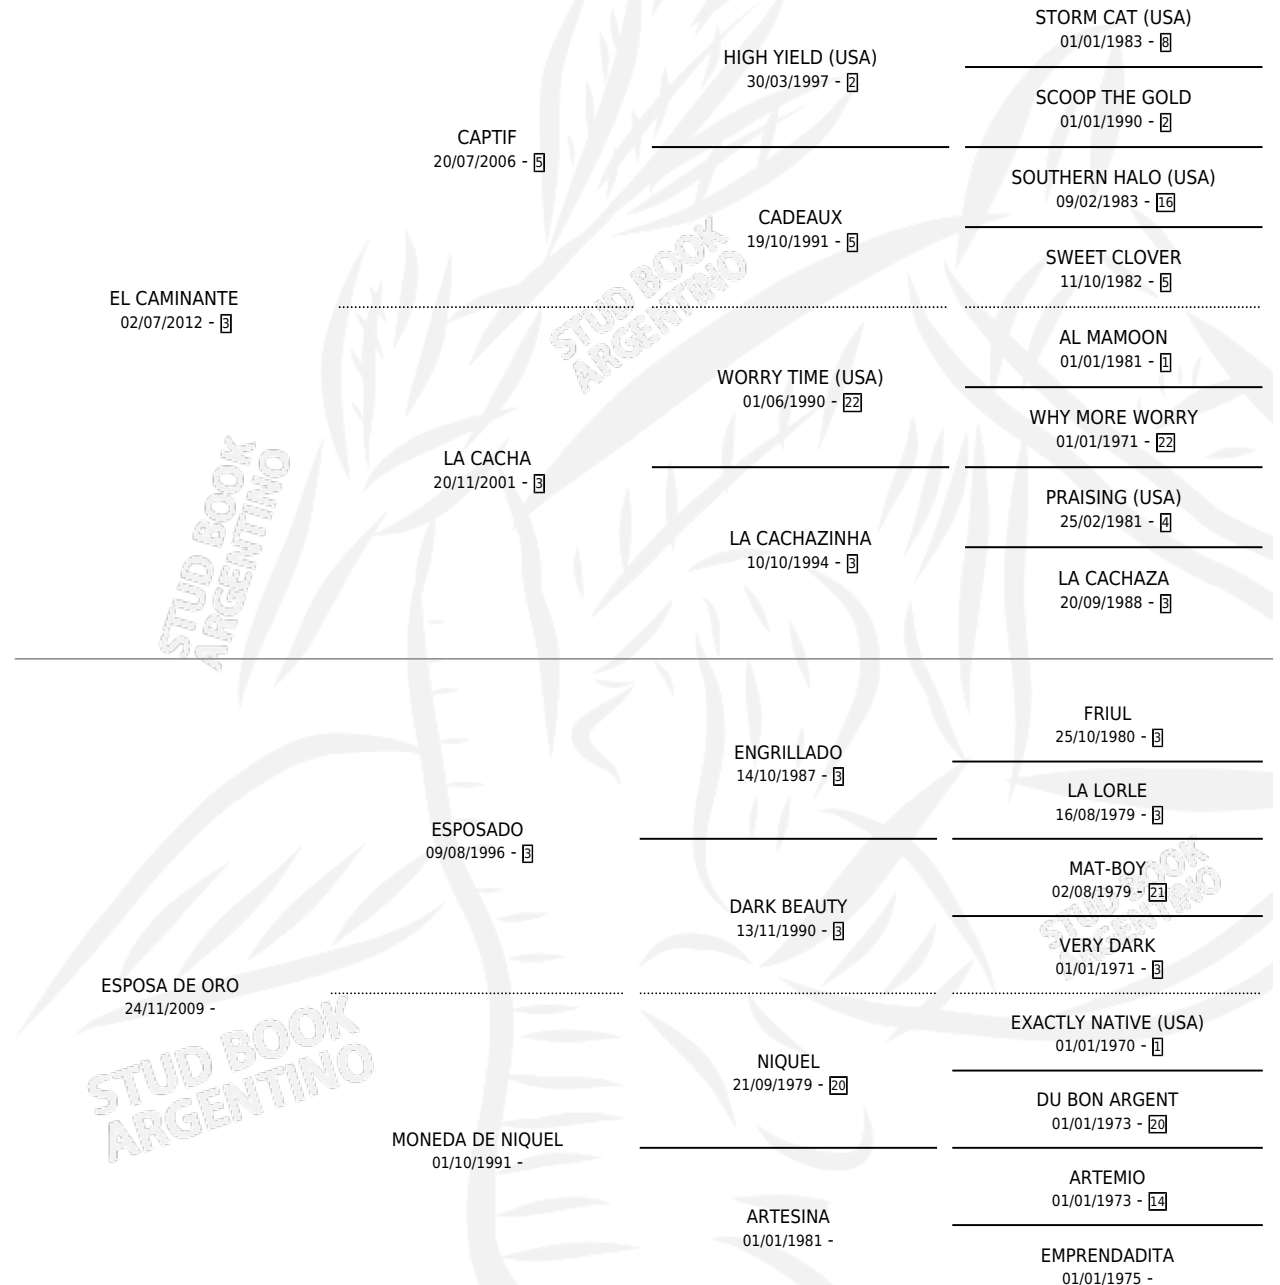 STORM CAT (USA)
01/01/1983 - 8
HIGH YIELD (USA)
30/03/1997 - 2
SCOOP THE GOLD
01/01/1990 - 2
CAPTIF
20/07/2006 - 5
SOUTHERN HALO (USA)
09/02/1983 - 16
CADEAUX
19/10/1991 - 5
SWEET CLOVER
11/10/1982 - 5
EL CAMINANTE
02/07/2012 - 3
AL MAMOON
01/01/1981 - 1
WORRY TIME (USA)
01/06/1990 - 22
WHY MORE WORRY
01/01/1971 - 22
LA CACHA
20/11/2001 - 3
PRAISING (USA)
25/02/1981 - 4
LA CACHAZINHA
10/10/1994 - 3
LA CACHAZA
20/09/1988 - 3
STUD BOOK
ARGENTINO
STUD BOOK
ARGENTINO
FRIUL
25/10/1980 - 3
ENGRILLADO
14/10/1987 - 3
LA LORLE
16/08/1979 - 3
ESPOSADO
09/08/1996 - 3
MAT-BOY
02/08/1979 - 21
DARK BEAUTY
13/11/1990 - 3
VERY DARK
01/01/1971 - 3
STUD BOOK
ARGENTINO
ESPOSA DE ORO
24/11/2009 -
EXACTLY NATIVE (USA)
01/01/1970 - 1
NIQUEL
21/09/1979 - 20
DU BON ARGENT
01/01/1973 - 20
MONEDA DE NIQUEL
01/10/1991 -
ARTEMIO
01/01/1973 - 14
ARTESINA
01/01/1981 -
EMPRENDADITA
01/01/1975 -
STUD BOOK
ARGENTINO